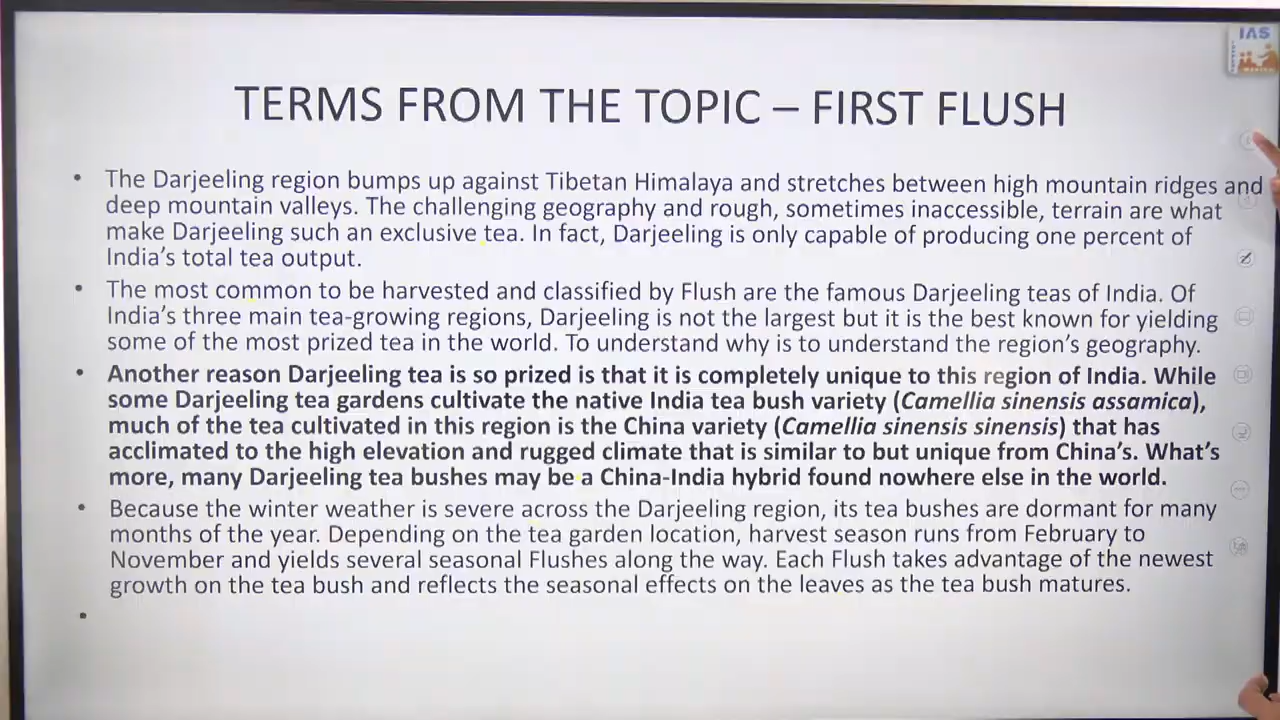 IAS
TERMS FROM THE TOPIC – FIRST FLUSH
• The Darjeeling region bumps up against Tibetan Himalaya and stretches between high mountain ridges and
deep mountain valleys. The challenging geography and rough, sometimes inaccessible, terrain are what
make Darjeeling such an exclusive tea. In fact, Darjeeling is only capable of producing one percent of
India's total tea output.
• The most common to be harvested and classified by Flush are the famous Darjeeling teas of India. Of
India's three main tea-growing regions, Darjeeling is not the largest but it is the best known for yielding
some of the most prized tea in the world. To understand why is to understand the region's geography.
• Another reason Darjeeling tea is so prized is that it is completely unique to this region of India. While
some Darjeeling tea gardens cultivate the native India tea bush variety (Camellia sinensis assamica),
much of the tea cultivated in this region is the China variety (Camellia sinensis sinensis) that has
acclimated to the high elevation and rugged climate that is similar to but unique from China's. What's
more, many Darjeeling tea bushes may be a China-India hybrid found nowhere else in the world.
• Because the winter weather is severe across the Darjeeling region, its tea bushes are dormant for many
months of the year. Depending on the tea garden location, harvest season runs from February to
November and yields several seasonal Flushes along the way. Each Flush takes advantage of the newest
growth on the tea bush and reflects the seasonal effects on the leaves as the tea bush matures.
•